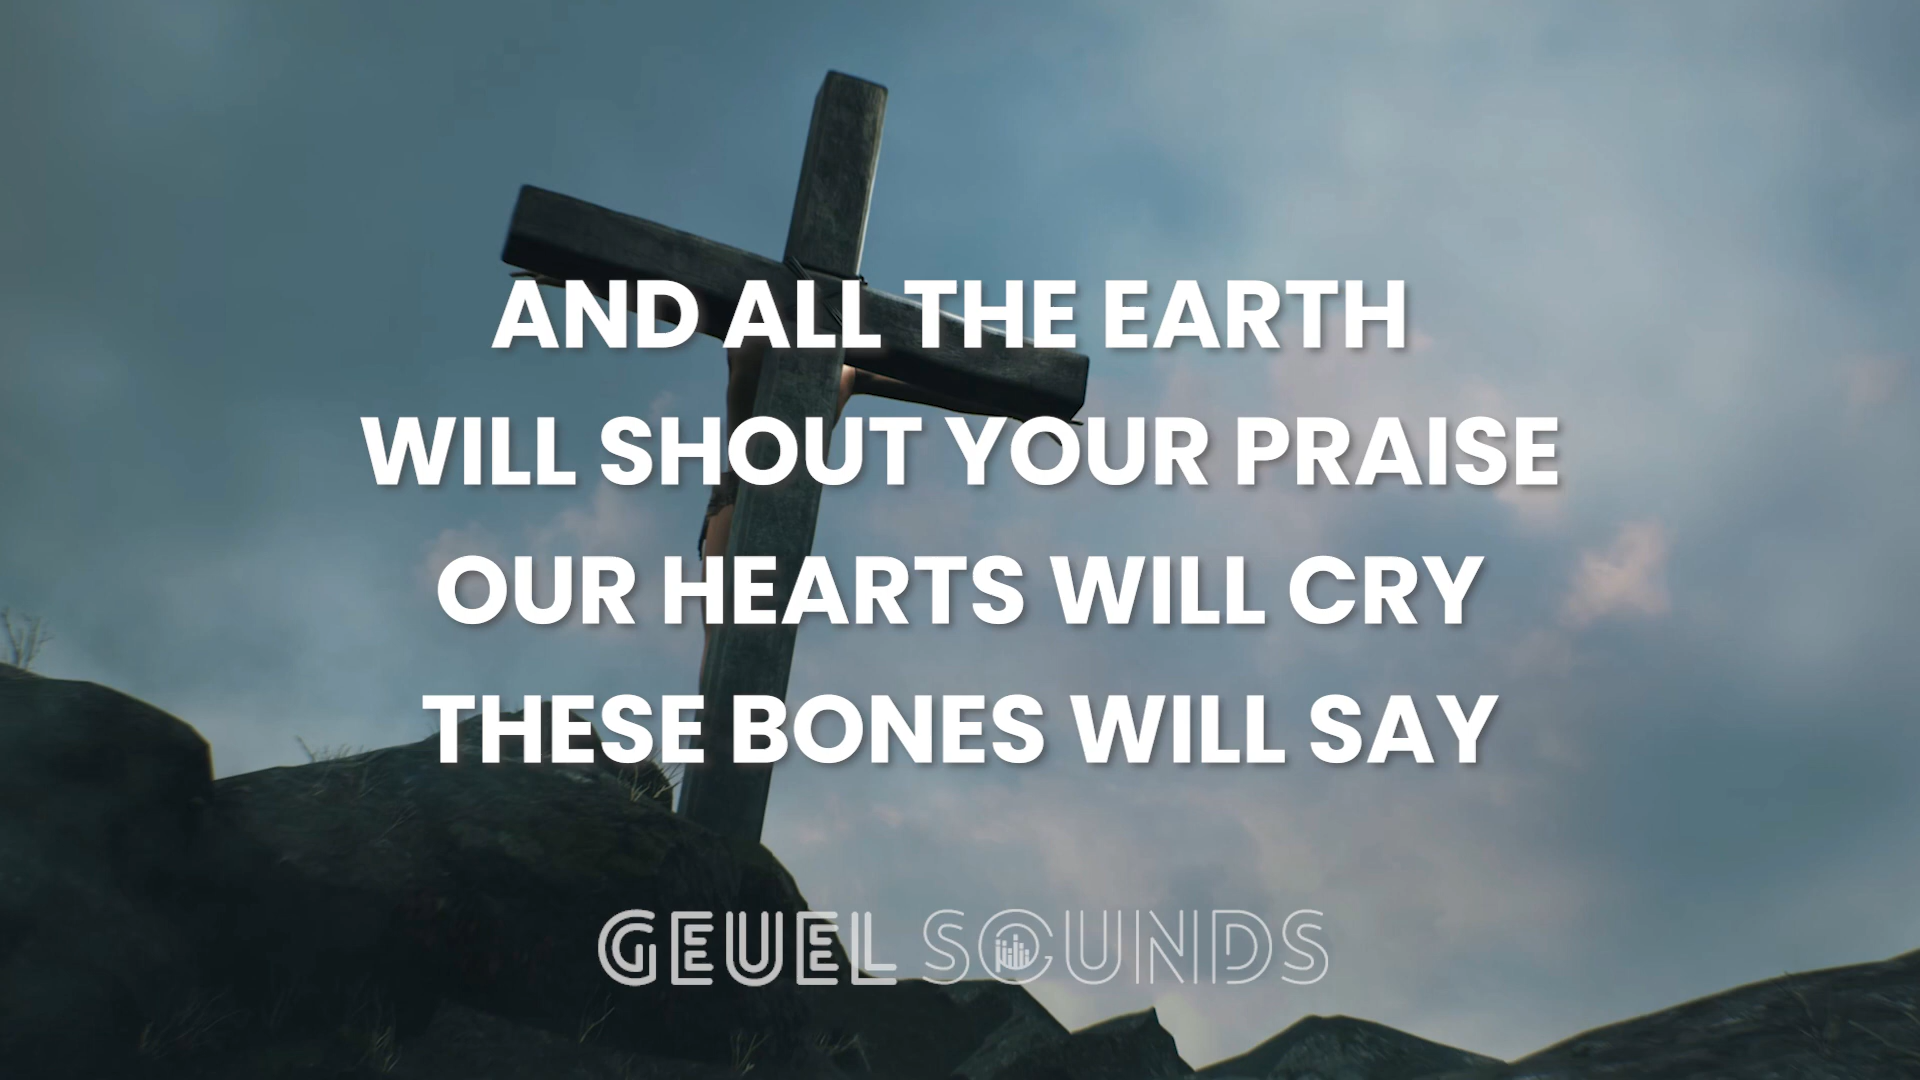 AND ALL THE EARTH
WILL SHOUT YOUR PRAISE
OUR HEARTS WILL CRY
THESE BONES WILL SAY
GEUEL SOUNDS